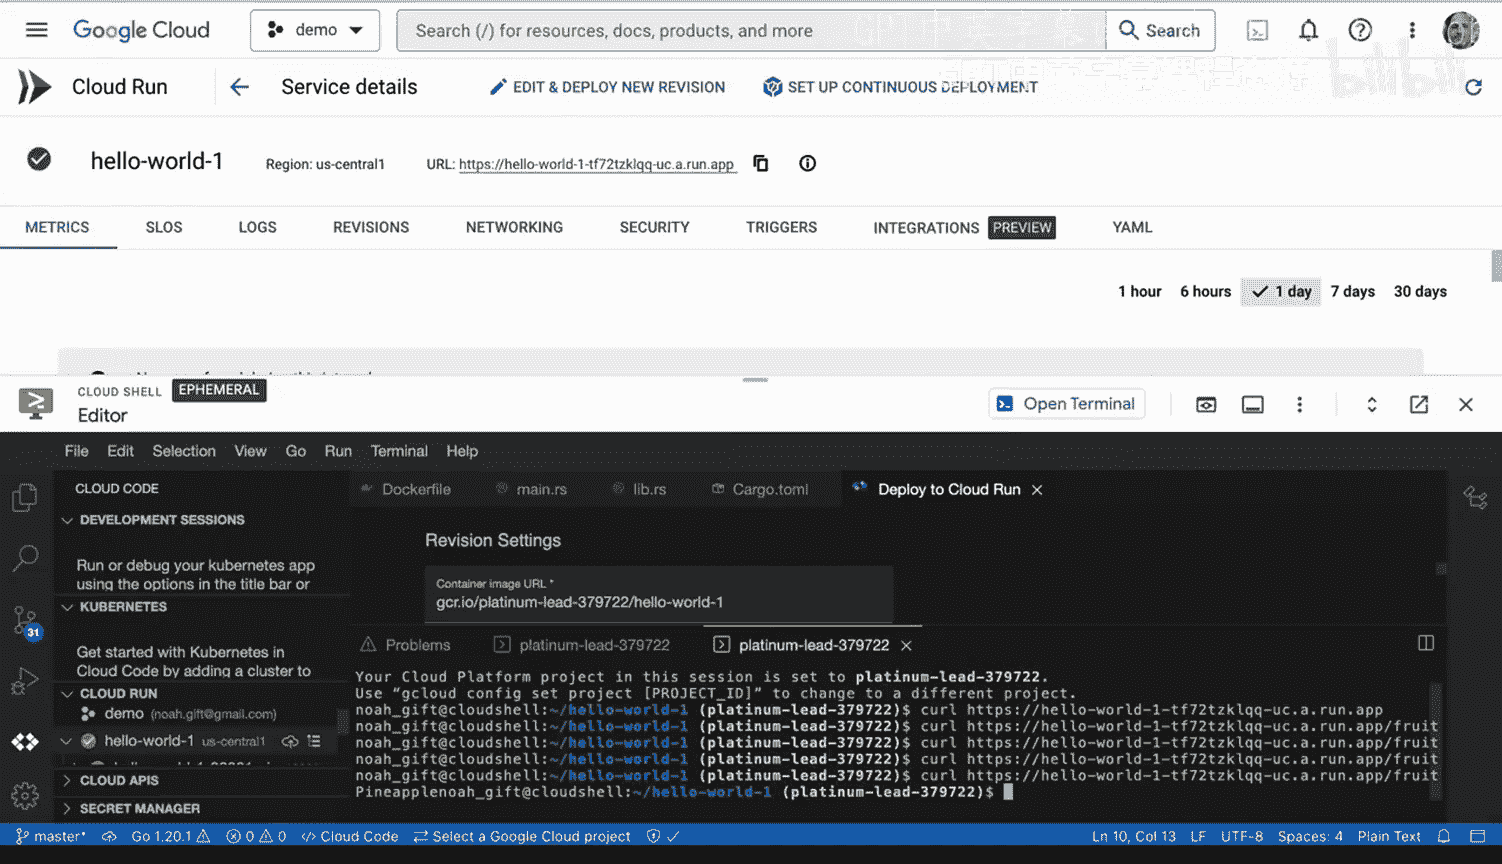 Google Cloud
demo
Search (/) for resources, docs, products, and more
Search
Cloud Run
Service details
EDIT & DEPLOY NEW REVISION
SET UP CONTINUOUS DEPLOYMENT
bilibili
hello-world-1
Region: us-central1
URL: https://hello-world-1-tf72tzklqq-uc.a.run.app
METRICS
SLOS
LOGS
REVISIONS
NETWORKING
SECURITY
TRIGGERS
INTEGRATIONS PREVIEW
YAML
1 hour
6 hours
1 day
7 days
30 days
CLOUD SHELL
EPHEMERAL
Editor
Open Terminal
File Edit Selection View Go Run Terminal Help
CLOUD CODE
Dockerfile
main.rs
lib.rs
Cargo.toml
Deploy to Cloud Run
DEVELOPMENT SESSIONS
Run or debug your kubernetes app
using the options in the title bar or
KUBERNETES
Get started with Kubernetes in
Cloud Code by adding a cluster to
CLOUD RUN
demo (noah.gift@gmail.com)
hello-world-1 us-central1
CLOUD APIS
SECRET MANAGER
31
Revision Settings
Container image URL *
gcr.io/platinum-lead-379722/hello-world-1
Problems
platinum-lead-379722
platinum-lead-379722
Your Cloud Platform project in this session is set to platinum-lead-379722.
Use “gcloud config set project [PROJECT_ID]” to change to a different project.
noah_gift@cloudshell:~/hello-world-1 (platinum-lead-379722)$ curl https://hello-world-1-tf72tzklqq-uc.a.run.app
noah_gift@cloudshell:~/hello-world-1 (platinum-lead-379722)$ curl https://hello-world-1-tf72tzklqq-uc.a.run.app/fruit
noah_gift@cloudshell:~/hello-world-1 (platinum-lead-379722)$ curl https://hello-world-1-tf72tzklqq-uc.a.run.app/fruit
noah_gift@cloudshell:~/hello-world-1 (platinum-lead-379722)$ curl https://hello-world-1-tf72tzklqq-uc.a.run.app/fruit
noah_gift@cloudshell:~/hello-world-1 (platinum-lead-379722)$ curl https://hello-world-1-tf72tzklqq-uc.a.run.app/fruit
Pineapplenoah_gift@cloudshell:~/hello-world-1 (platinum-lead-379722)$
master* Go 1.20.1 0 0 Cloud Code Select a Google Cloud project
Ln 10, Col 13 LF UTF-8 Spaces: 4 Plain Text